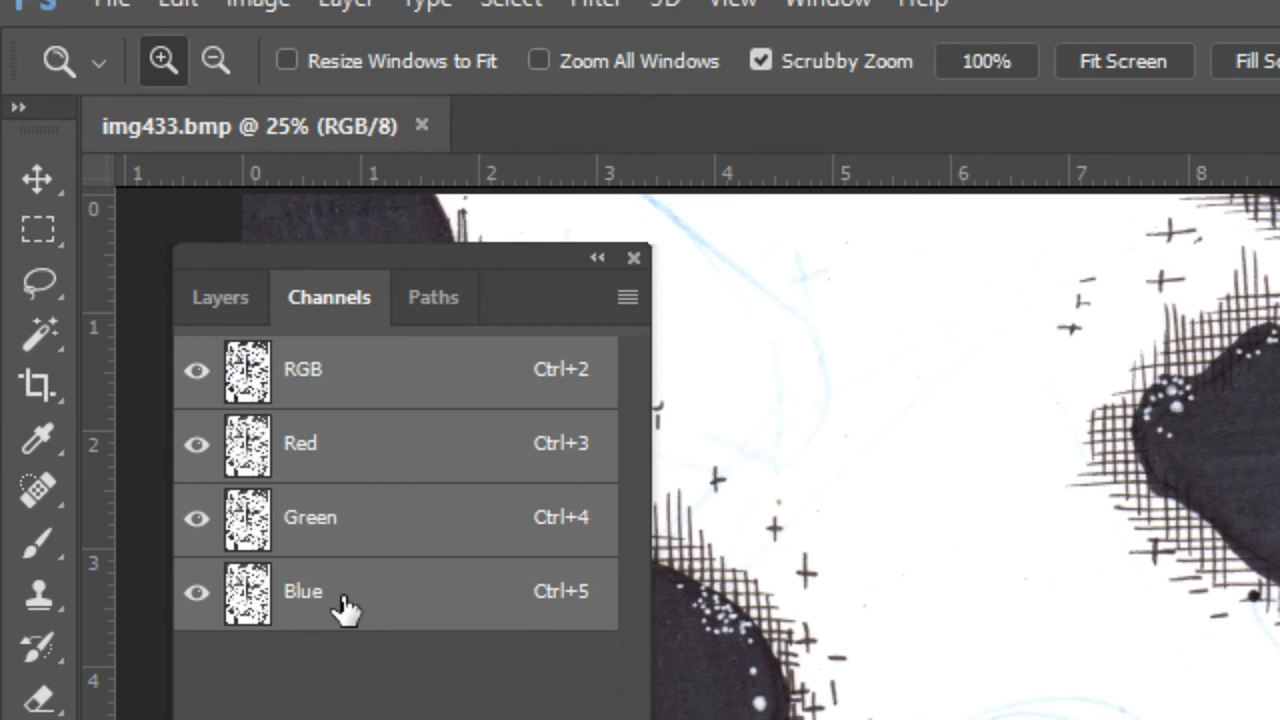 Ps File Edit Image Layer Type Select Filter 3D View Window Help
Resize Windows to Fit Zoom All Windows Scrubby Zoom 100% Fit Screen Fill
img433.bmp @ 25% (RGB/8)
1 0 1 2 3 4 5 6 7 8
0
1
2
3
4
Layers Channels Paths
RGB Ctrl+2
Red Ctrl+3
Green Ctrl+4
Blue Ctrl+5